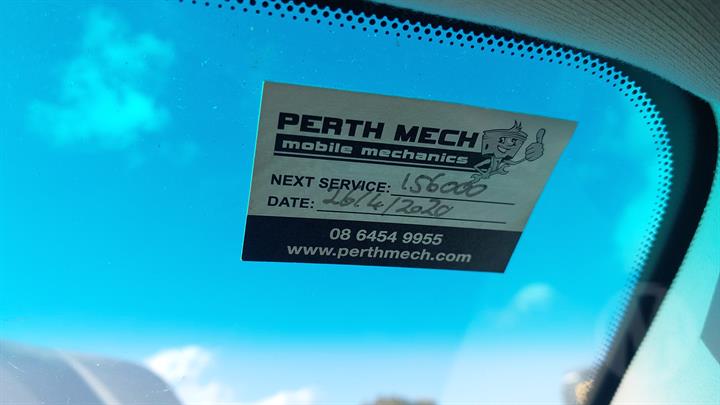 PERTH MECH
mobile mechanics
NEXT SERVICE: 156000
DATE: 26/4/2020
08 6454 9955
www.perthmech.com